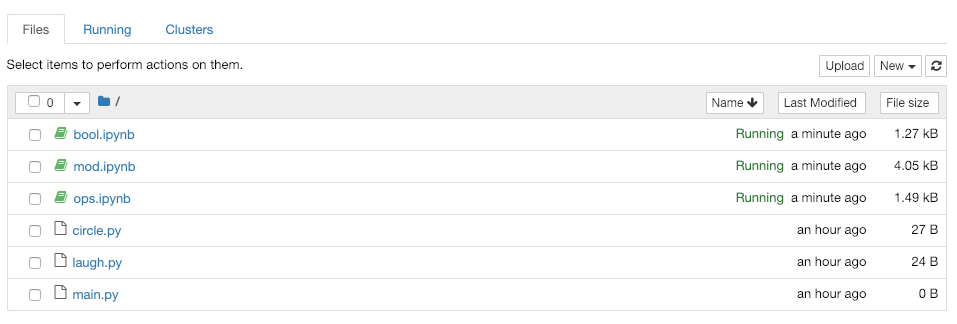 Files Running Clusters
Select items to perform actions on them. Upload New
0 / Name Last Modified File size
bool.ipynb Running a minute ago 1.27 kB
mod.ipynb Running a minute ago 4.05 kB
ops.ipynb Running a minute ago 1.49 kB
circle.py an hour ago 27 B
laugh.py an hour ago 24 B
main.py an hour ago 0 B